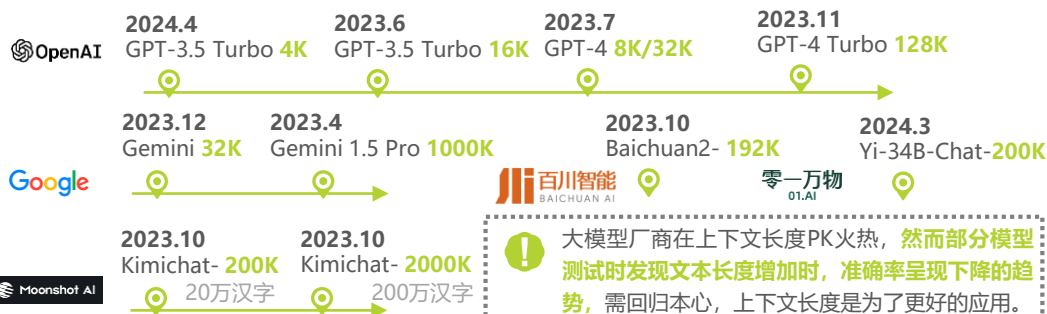 2024.4 2023.6 2023.7 2023.11
OpenAI GPT-3.5 Turbo 4K GPT-3.5 Turbo 16K GPT-4 8K/32K GPT-4 Turbo 128K
2023.12 2023.4 2023.10 2024.3
Gemini 32K Gemini 1.5 Pro 1000K Baichuan2- 192K Yi-34B-Chat-200K
Google 百川智能 零一万物
BAICHUAN AI 01.AI
2023.10 2023.10
Kimichat- 200K Kimichat- 2000K
Moonshot AI 20万汉字 200万汉字
大模型厂商在上下文长度PK火热，然而部分模型
测试时发现文本长度增加时，准确率呈现下降的趋
势，需回归本心，上下文长度是为了更好的应用。